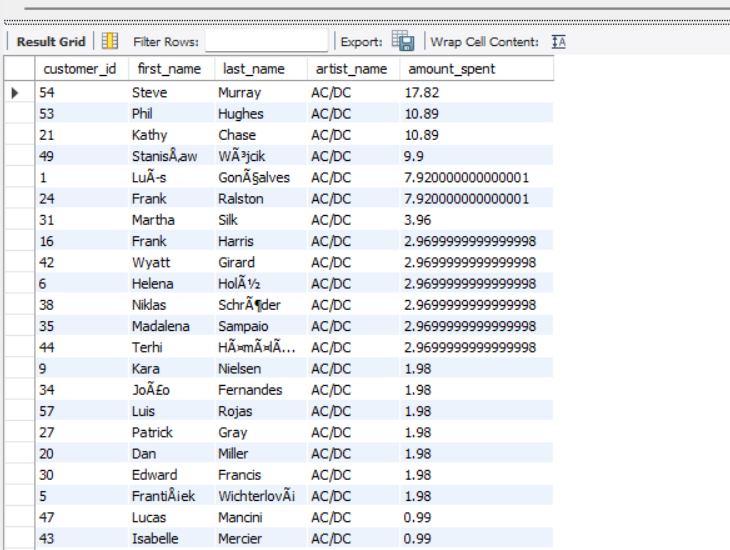 Result Grid Filter Rows: Export: Wrap Cell Content:
customer_id first_name last_name artist_name amount_spent
54 Steve Murray AC/DC 17.82
53 Phil Hughes AC/DC 10.89
21 Kathy Chase AC/DC 10.89
49 StanisÅ‚aw WÃ³jcik AC/DC 9.9
1 LuÃ-s GonÃ§alves AC/DC 7.920000000000001
24 Frank Ralston AC/DC 7.920000000000001
31 Martha Silk AC/DC 3.96
16 Frank Harris AC/DC 2.9699999999999998
42 Wyatt Girard AC/DC 2.9699999999999998
6 Helena HolÃ½ AC/DC 2.9699999999999998
38 Niklas SchrÃ¶der AC/DC 2.9699999999999998
35 Madalena Sampaio AC/DC 2.9699999999999998
44 Terhi HÃ¤mÃ¤lÃ... AC/DC 2.9699999999999998
9 Kara Nielsen AC/DC 1.98
34 JoÃ£o Fernandes AC/DC 1.98
57 Luis Rojas AC/DC 1.98
27 Patrick Gray AC/DC 1.98
20 Dan Miller AC/DC 1.98
30 Edward Francis AC/DC 1.98
5 FrantiÅ¡ek WichterlovÃ¡ AC/DC 1.98
47 Lucas Mancini AC/DC 0.99
43 Isabelle Mercier AC/DC 0.99